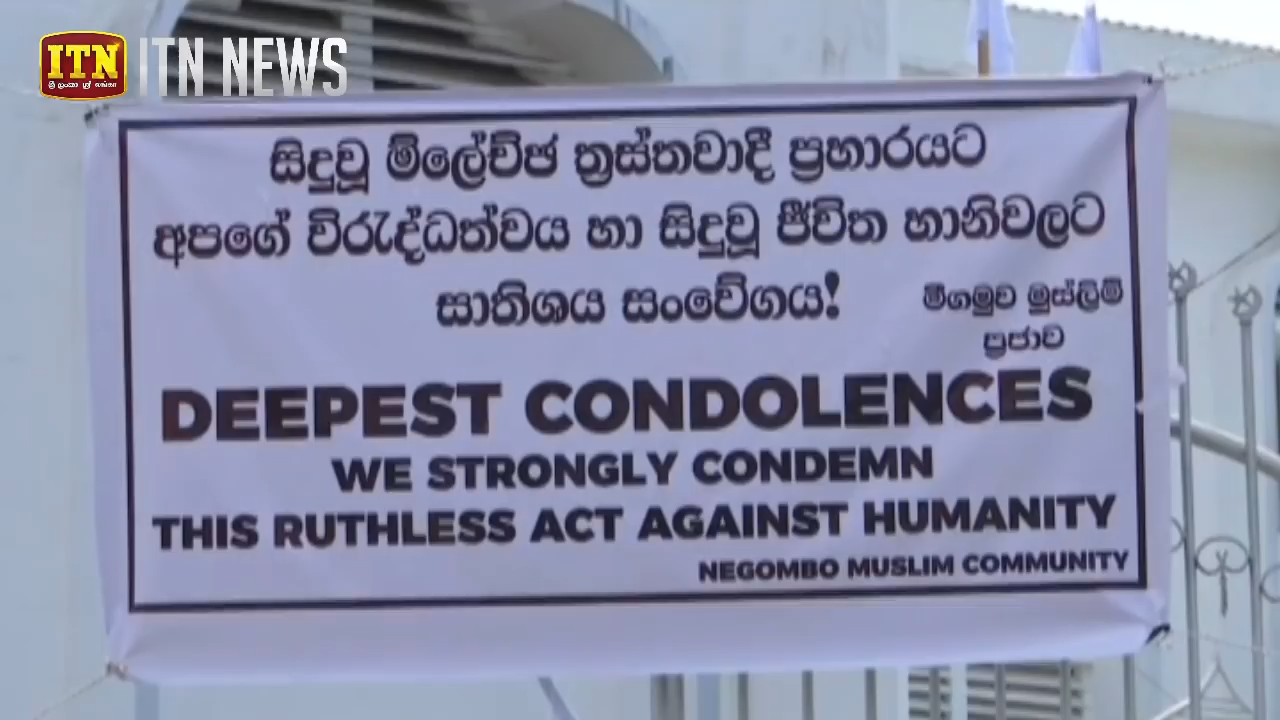 ITN ITN NEWS
ශ්‍රී ලංකා ටුර් ලංකා
සිදුවූ ම්ලේච්ඡ ත්‍රස්තවාදී ප්‍රහාරයට
අපගේ විරුද්ධත්වය හා සිදුවූ ජීවිත හානිවලට
සාතිශය සංවේගය!
මීගමුව මුස්ලිම්
ප්‍රජාව
DEEPEST CONDOLENCES
WE STRONGLY CONDEMN
THIS RUTHLESS ACT AGAINST HUMANITY
NEGOMBO MUSLIM COMMUNITY